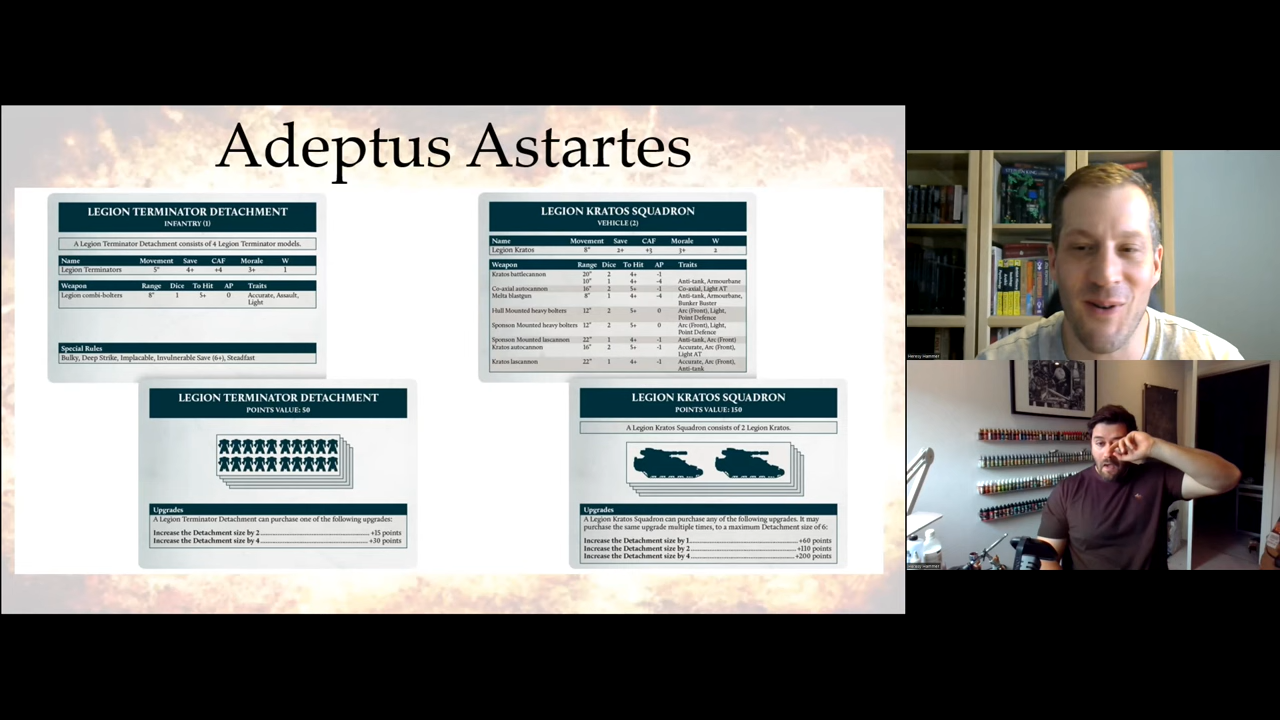 Adeptus Astartes
LEGION TERMINATOR DETACHMENT
INFANTRY (1)
A Legion Terminator Detachment consists of 4 Legion Terminator models.
Name Movement Save CAF Morale W
Legion Terminators 5" 4+ +4 3+ 1
Weapon Range Dice To Hit AP Traits
Legion combi-bolters 8" 1 5+ 0 Accurate, Assault,
Light
Special Rules
Bulky, Deep Strike, Implacable, Invulnerable Save (6+), Steadfast
LEGION TERMINATOR DETACHMENT
POINTS VALUE: 50
Upgrades
A Legion Terminator Detachment can purchase one of the following upgrades:
Increase the Detachment size by 2 +15 points
Increase the Detachment size by 4 +30 points
LEGION KRATOS SQUADRON
VEHICLE (2)
Name Movement Save CAF Morale W
Legion Kratos 8" 2+ +3 3+ 2
Weapon Range Dice To Hit AP Traits
Kratos battlecannon 20" 2 4+ -1
10" 1 4+ -4 Anti-tank, Armourbane
Co-axial autocannon 16" 2 5+ -1 Co-axial, Light AT
Melta blastgun 8" 1 4+ -4 Anti-tank, Armourbane,
Bunker Buster
Hull Mounted heavy bolters 12" 2 5+ 0 Arc (Front), Light,
Point Defence
Sponson Mounted heavy bolters 12" 2 5+ 0 Arc (Front), Light,
Point Defence
Sponson Mounted lascannon 22" 1 4+ -1 Anti-tank, Arc (Front)
Kratos autocannon 16" 2 5+ -1 Accurate, Arc (Front),
Light AT
Kratos lascannon 22" 1 4+ -1 Accurate, Arc (Front),
Anti-tank
LEGION KRATOS SQUADRON
POINTS VALUE: 150
A Legion Kratos Squadron consists of 2 Legion Kratos.
Upgrades
A Legion Kratos Squadron can purchase any of the following upgrades. It may
purchase the same upgrade multiple times, to a maximum Detachment size of 6:
Increase the Detachment size by 1 +60 points
Increase the Detachment size by 2 +110 points
Increase the Detachment size by 4 +200 points
STEPHEN KING